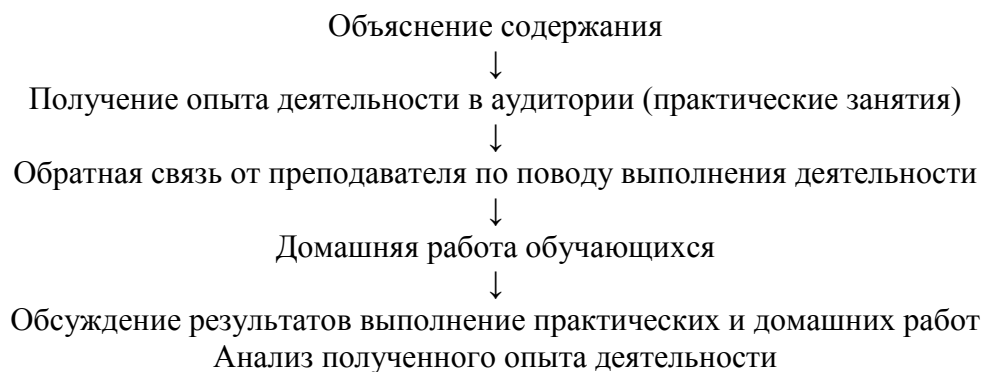 Объяснение содержания
↓
Получение опыта деятельности в аудитории (практические занятия)
↓
Обратная связь от преподавателя по поводу выполнения деятельности
↓
Домашняя работа обучающихся
↓
Обсуждение результатов выполнение практических и домашних работ
Анализ полученного опыта деятельности